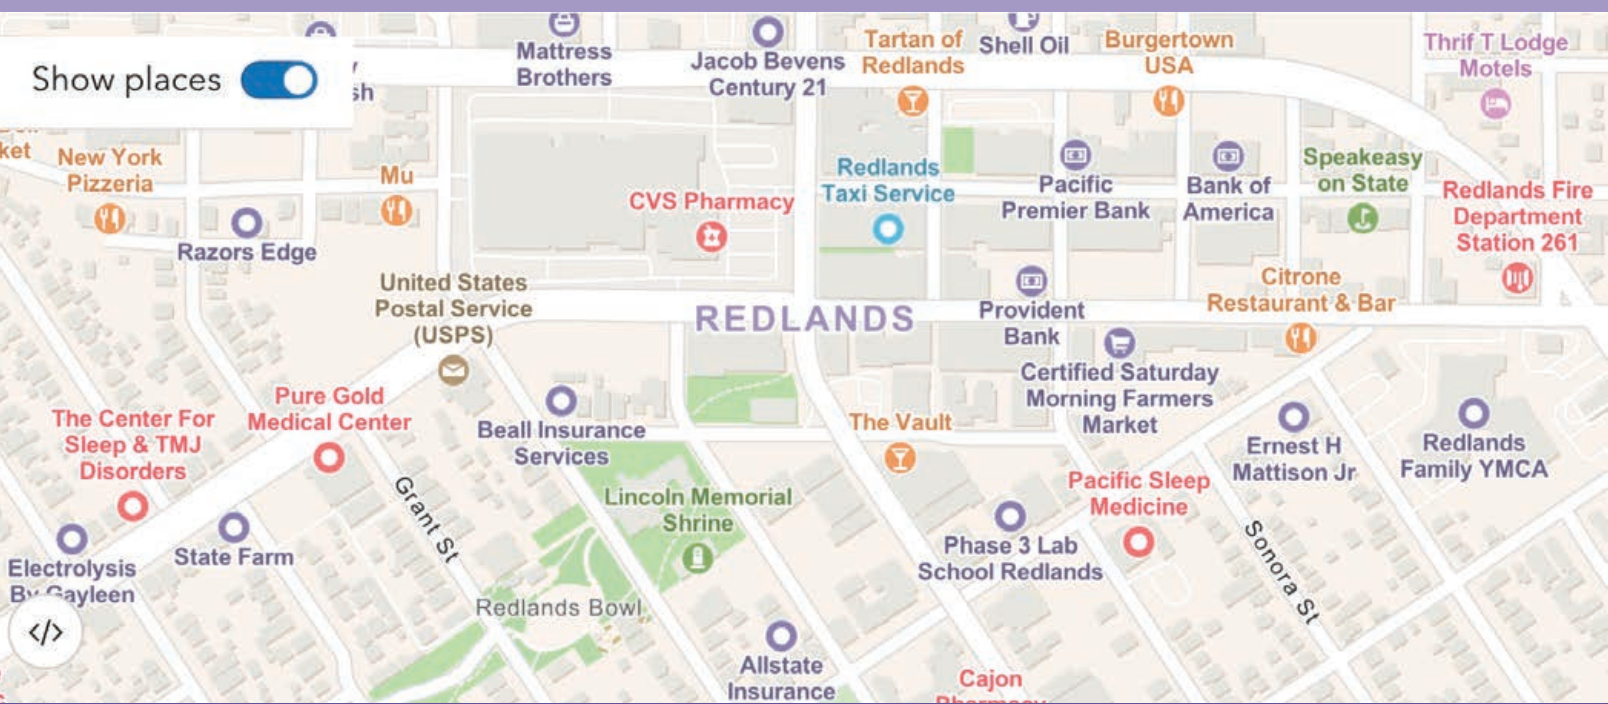 Show places
sh
ket
New York
Pizzeria
Mu
Razors Edge
Mattress
Brothers
Jacob Bevens
Century 21
Tartan of
Redlands
Shell Oil
Burgertown
USA
Thrif T Lodge
Motels
CVS Pharmacy
Redlands
Taxi Service
Pacific
Premier Bank
Bank of
America
Speakeasy
on State
Redlands Fire
Department
Station 261
United States
Postal Service
(USPS)
REDLANDS
Provident
Bank
Citrone
Restaurant & Bar
Certified Saturday
Morning Farmers
Market
The Center For
Sleep & TMJ
Disorders
Pure Gold
Medical Center
Beall Insurance
Services
The Vault
Ernest H
Mattison Jr
Redlands
Family YMCA
Grant St
Lincoln Memorial
Shrine
Pacific Sleep
Medicine
Electrolysis
By Gayleen
State Farm
Phase 3 Lab
School Redlands
Sonora St
Redlands Bowl
</>
Allstate
Insurance
Cajon
Pharmacy